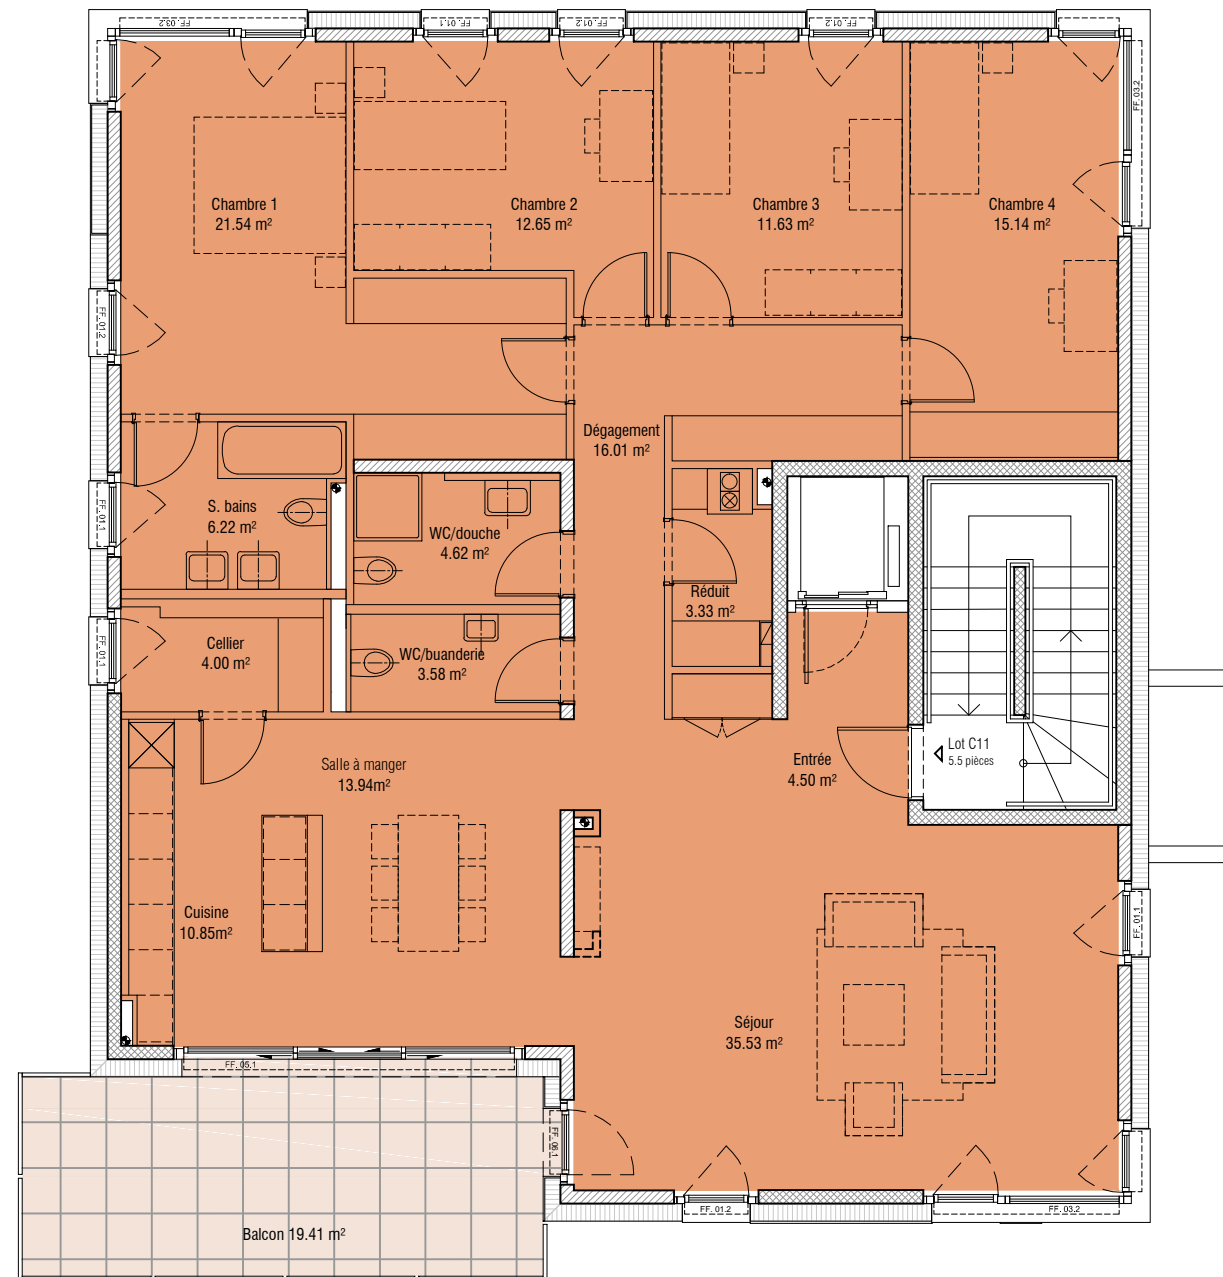 FF. 03.2
FF. 01.1
FF. 01.2
FF. 01.2
FF. 03.2
Chambre 1
21.54 m²
Chambre 2
12.65 m²
Chambre 3
11.63 m²
Chambre 4
15.14 m²
FF. 01.2
Dégagement
16.01 m²
S. bains
6.22 m²
FF. 01.1
WC/douche
4.62 m²
Réduit
3.33 m²
Cellier
4.00 m²
FF. 01.1
WC/buanderie
3.58 m²
Salle à manger
13.94m²
Entrée
4.50 m²
Lot C11
5.5 pièces
Cuisine
10.85m²
FF. 01.1
Séjour
35.53 m²
FF. 05.1
FF. 06.1
FF. 01.2
FF. 03.2
Balcon 19.41 m²